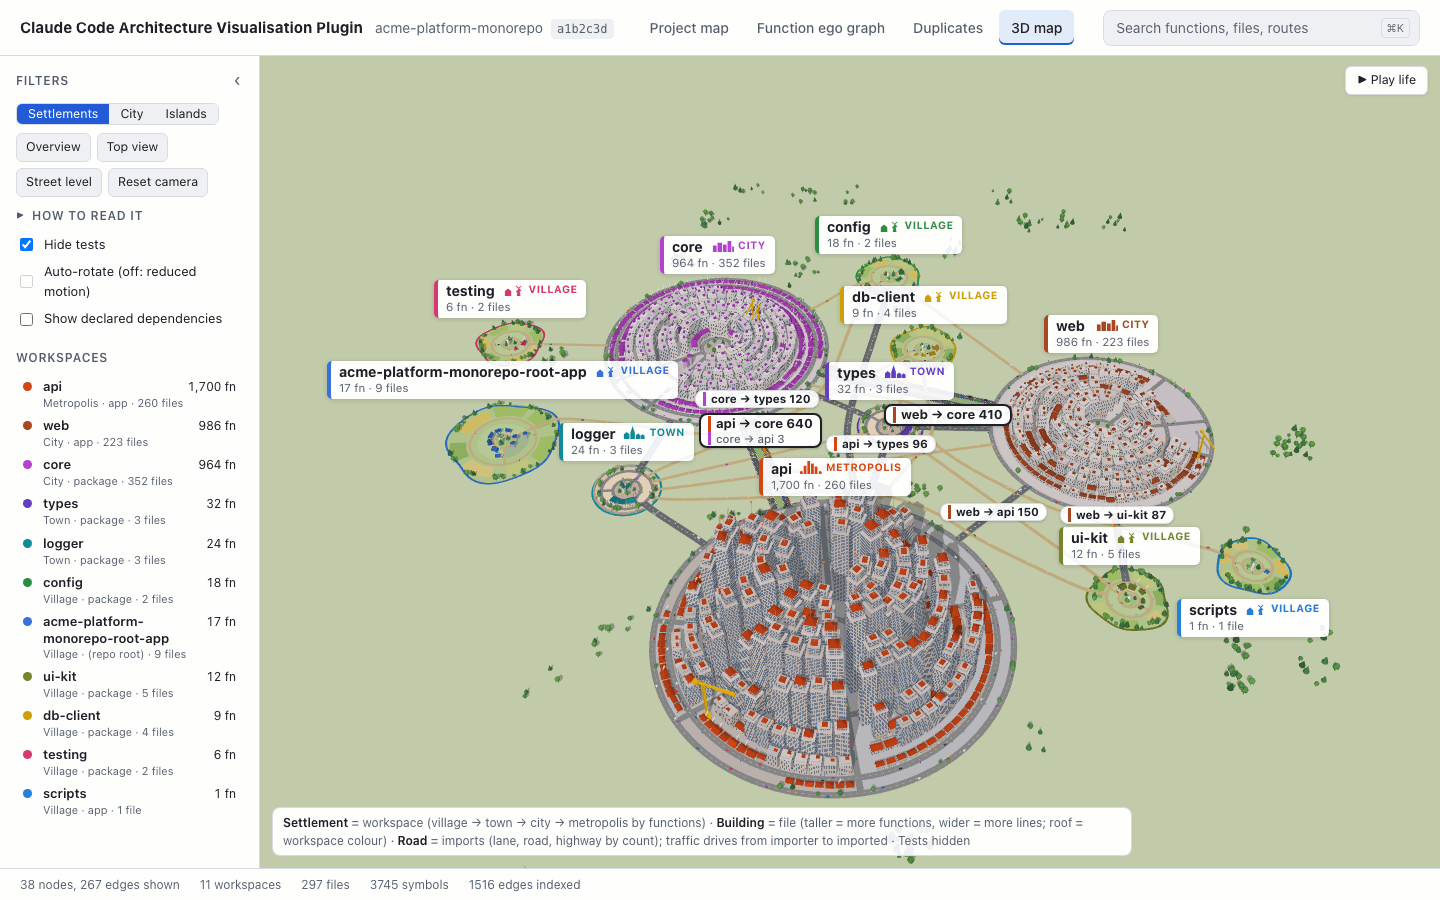 Claude Code Architecture Visualisation Plugin
acme-platform-monorepo
a1b2c3d
Project map
Function ego graph
Duplicates
3D map
Search functions, files, routes
⌘K
FILTERS
Settlements
City
Islands
Overview
Top view
Street level
Reset camera
HOW TO READ IT
Hide tests
Auto-rotate (off: reduced
motion)
Show declared dependencies
WORKSPACES
api 1,700 fn
Metropolis · app · 260 files
web 986 fn
City · app · 223 files
core 964 fn
City · package · 352 files
types 32 fn
Town · package · 3 files
logger 24 fn
Town · package · 3 files
config 18 fn
Village · package · 2 files
acme-platform- 17 fn
monorepo-root-app
Village · (repo root) · 9 files
ui-kit 12 fn
Village · package · 5 files
db-client 9 fn
Village · package · 4 files
testing 6 fn
Village · package · 2 files
scripts 1 fn
Village · app · 1 file
▶ Play life
config VILLAGE
18 fn · 2 files
core CITY
964 fn · 352 files
testing VILLAGE
6 fn · 2 files
db-client VILLAGE
9 fn · 4 files
web CITY
986 fn · 223 files
acme-platform-monorepo-root-app VILLAGE
17 fn · 9 files
types TOWN
32 fn · 3 files
core → types 120
web → core 410
api → core 640
core → api 3
logger TOWN
24 fn · 3 files
api → types 96
api METROPOLIS
1,700 fn · 260 files
web → api 150
web → ui-kit 87
ui-kit VILLAGE
12 fn · 5 files
scripts VILLAGE
1 fn · 1 file
Settlement = workspace (village → town → city → metropolis by functions) · Building = file (taller = more functions, wider = more lines; roof =
workspace colour) · Road = imports (lane, road, highway by count); traffic drives from importer to imported · Tests hidden
38 nodes, 267 edges shown
11 workspaces
297 files
3745 symbols
1516 edges indexed